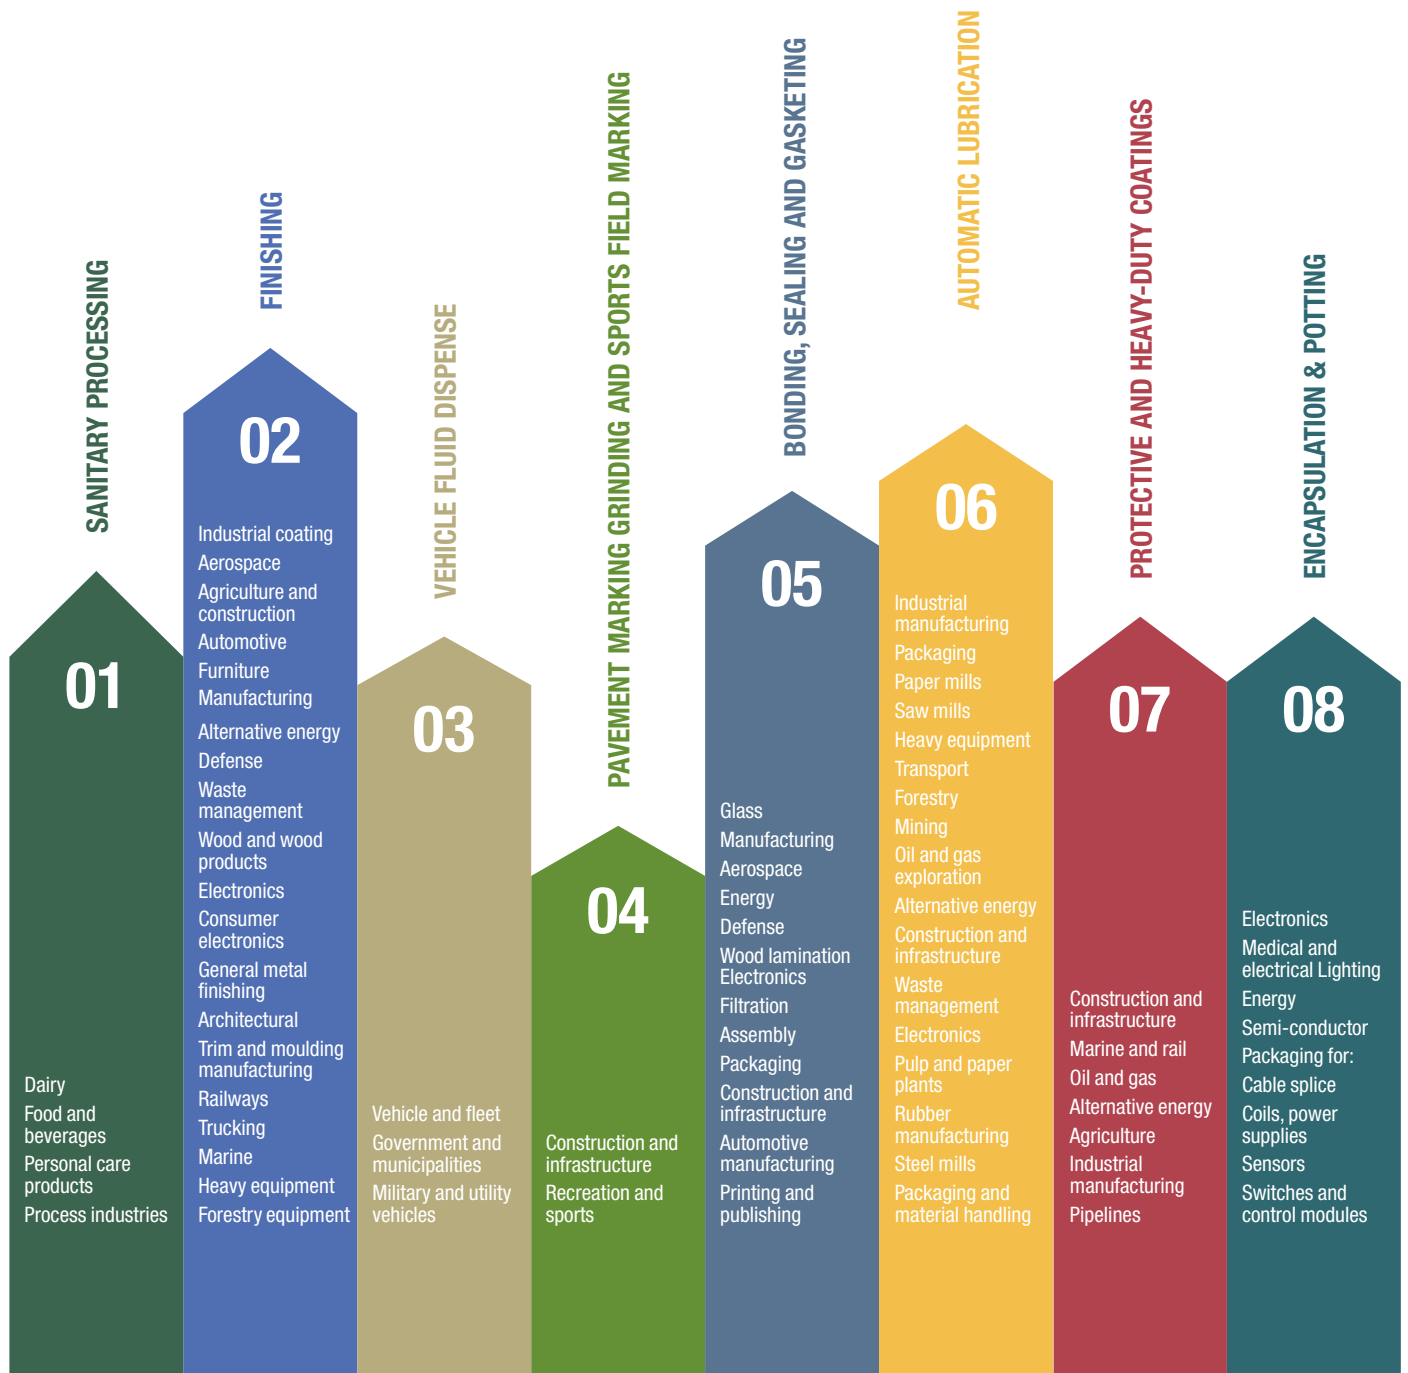 SANITARY PROCESSING
01
Dairy
Food and
beverages
Personal care
products
Process industries
FINISHING
02
Industrial coating
Aerospace
Agriculture and
construction
Automotive
Furniture
Manufacturing
Alternative energy
Defense
Waste
management
Wood and wood
products
Electronics
Consumer
electronics
General metal
finishing
Architectural
Trim and moulding
manufacturing
Railways
Trucking
Marine
Heavy equipment
Forestry equipment
VEHICLE FLUID DISPENSE
03
Vehicle and fleet
Government and
municipalities
Military and utility
vehicles
PAVEMENT MARKING GRINDING AND SPORTS FIELD MARKING
04
Construction and
infrastructure
Recreation and
sports
BONDING, SEALING AND GASKETING
05
Glass
Manufacturing
Aerospace
Energy
Defense
Wood lamination
Electronics
Filtration
Assembly
Packaging
Construction and
infrastructure
Automotive
manufacturing
Printing and
publishing
AUTOMATIC LUBRICATION
06
Industrial
manufacturing
Packaging
Paper mills
Saw mills
Heavy equipment
Transport
Forestry
Mining
Oil and gas
exploration
Alternative energy
Construction and
infrastructure
Waste
management
Electronics
Pulp and paper
plants
Rubber
manufacturing
Steel mills
Packaging and
material handling
PROTECTIVE AND HEAVY-DUTY COATINGS
07
Construction and
infrastructure
Marine and rail
Oil and gas
Alternative energy
Agriculture
Industrial
manufacturing
Pipelines
ENCAPSULATION & POTTING
08
Electronics
Medical and
electrical Lighting
Energy
Semi-conductor
Packaging for:
Cable splice
Coils, power
supplies
Sensors
Switches and
control modules